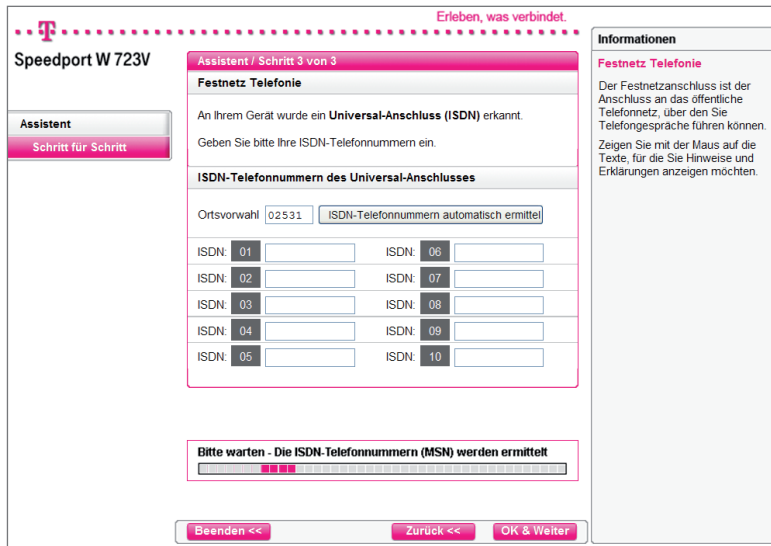 Erleben, was verbindet.
Speedport W 723V
Assistent
Schritt für Schritt
Assistent / Schritt 3 von 3
Festnetz Telefonie
An Ihrem Gerät wurde ein Universal-Anschluss (ISDN) erkannt.
Geben Sie bitte Ihre ISDN-Telefonnummern ein.
ISDN-Telefonnummern des Universal-Anschlusses
Ortsvorwahl 02531 ISDN-Telefonnummern automatisch ermittel
ISDN: 01 ISDN: 06
ISDN: 02 ISDN: 07
ISDN: 03 ISDN: 08
ISDN: 04 ISDN: 09
ISDN: 05 ISDN: 10
Bitte warten - Die ISDN-Telefonnummern (MSN) werden ermittelt
Beenden << Zurück << OK & Weiter
Informationen
Festnetz Telefonie
Der Festnetzanschluss ist der
Anschluss an das öffentliche
Telefonnetz, über den Sie
Telefongespräche führen können.
Zeigen Sie mit der Maus auf die
Texte, für die Sie Hinweise und
Erklärungen anzeigen möchten.